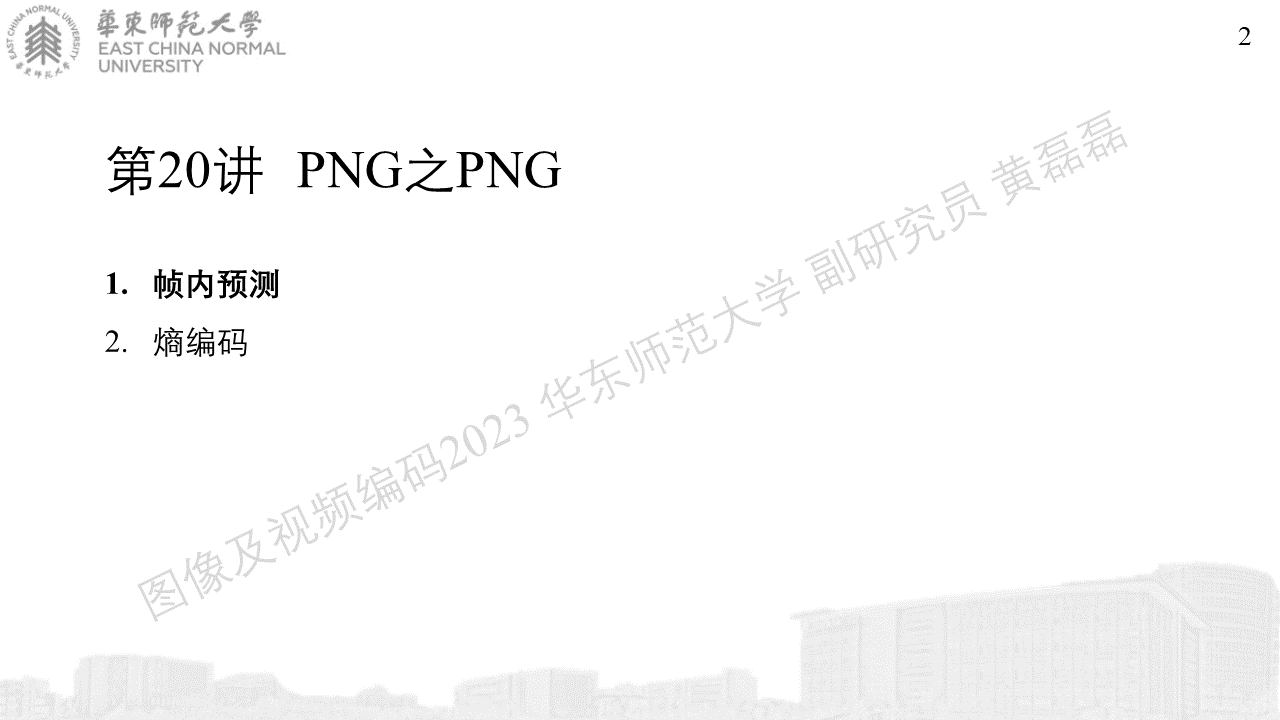 華東師範大學
EAST CHINA NORMAL
UNIVERSITY
EAST CHINA NORMAL UNIVERSITY
華東师范大学
2
第20讲 PNG之PNG
1. 帧内预测
2. 熵编码
图像及视频编码2023 华东师范大学 副研究员 黄磊磊